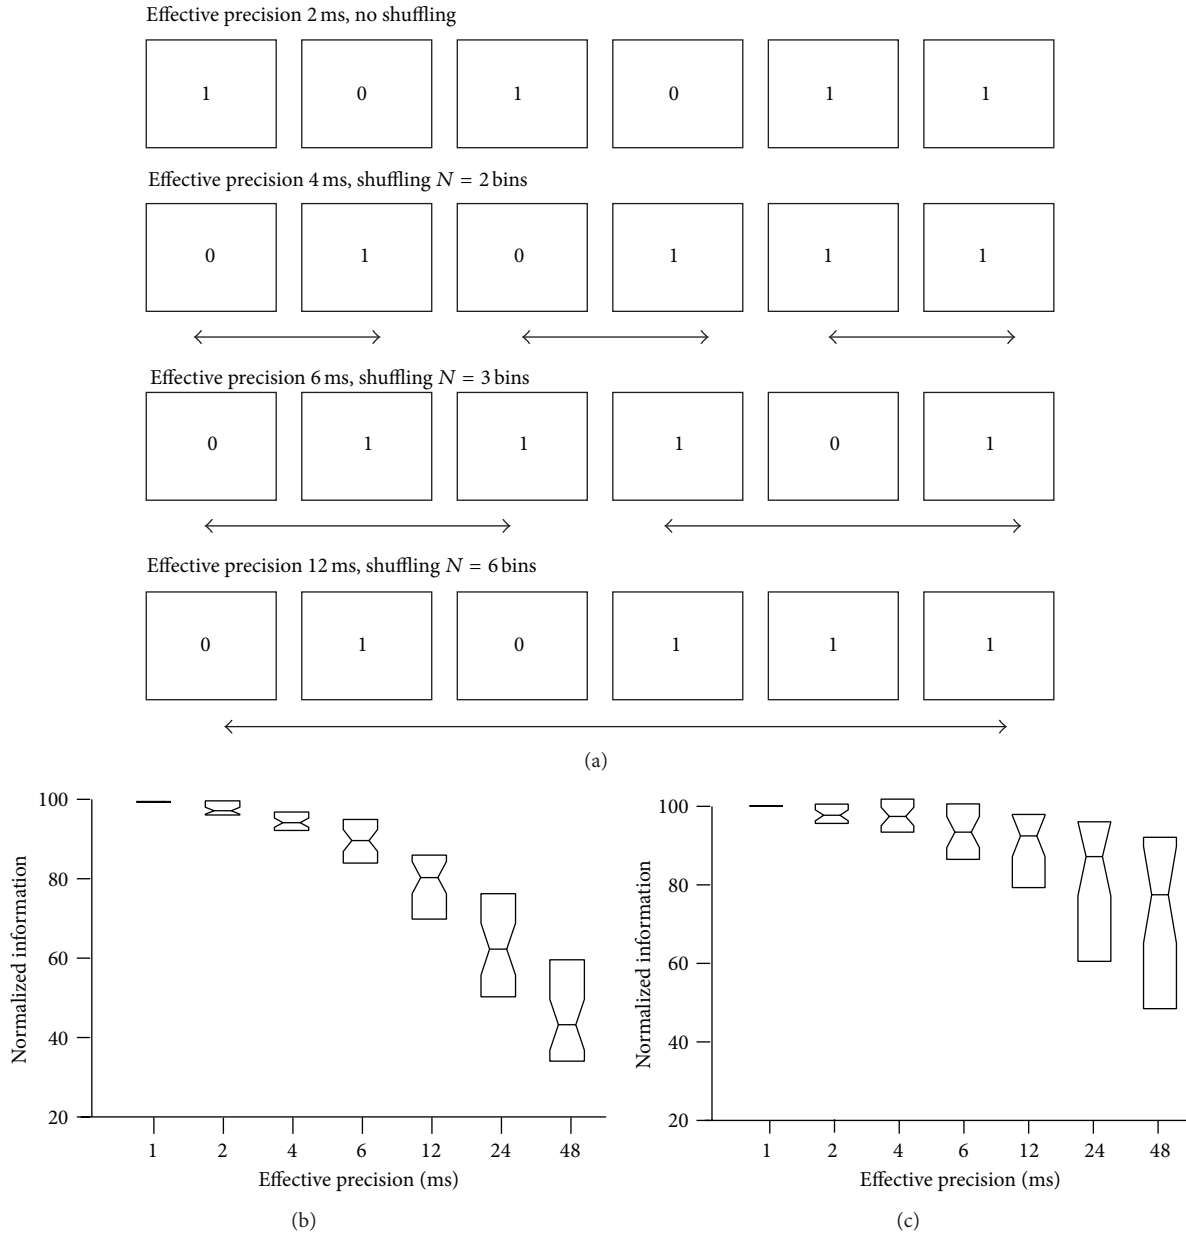 Effective precision 2 ms, no shuffling
1 0 1 0 1 1
Effective precision 4 ms, shuffling N = 2 bins
0 1 0 1 1 1
Effective precision 6 ms, shuffling N = 3 bins
0 1 1 1 0 1
Effective precision 12 ms, shuffling N = 6 bins
0 1 0 1 1 1
(a)
Normalized information
100
80
60
40
20
1 2 4 6 12 24 48
Effective precision (ms)
(b)
Normalized information
100
80
60
40
20
1 2 4 6 12 24 48
Effective precision (ms)
(c)